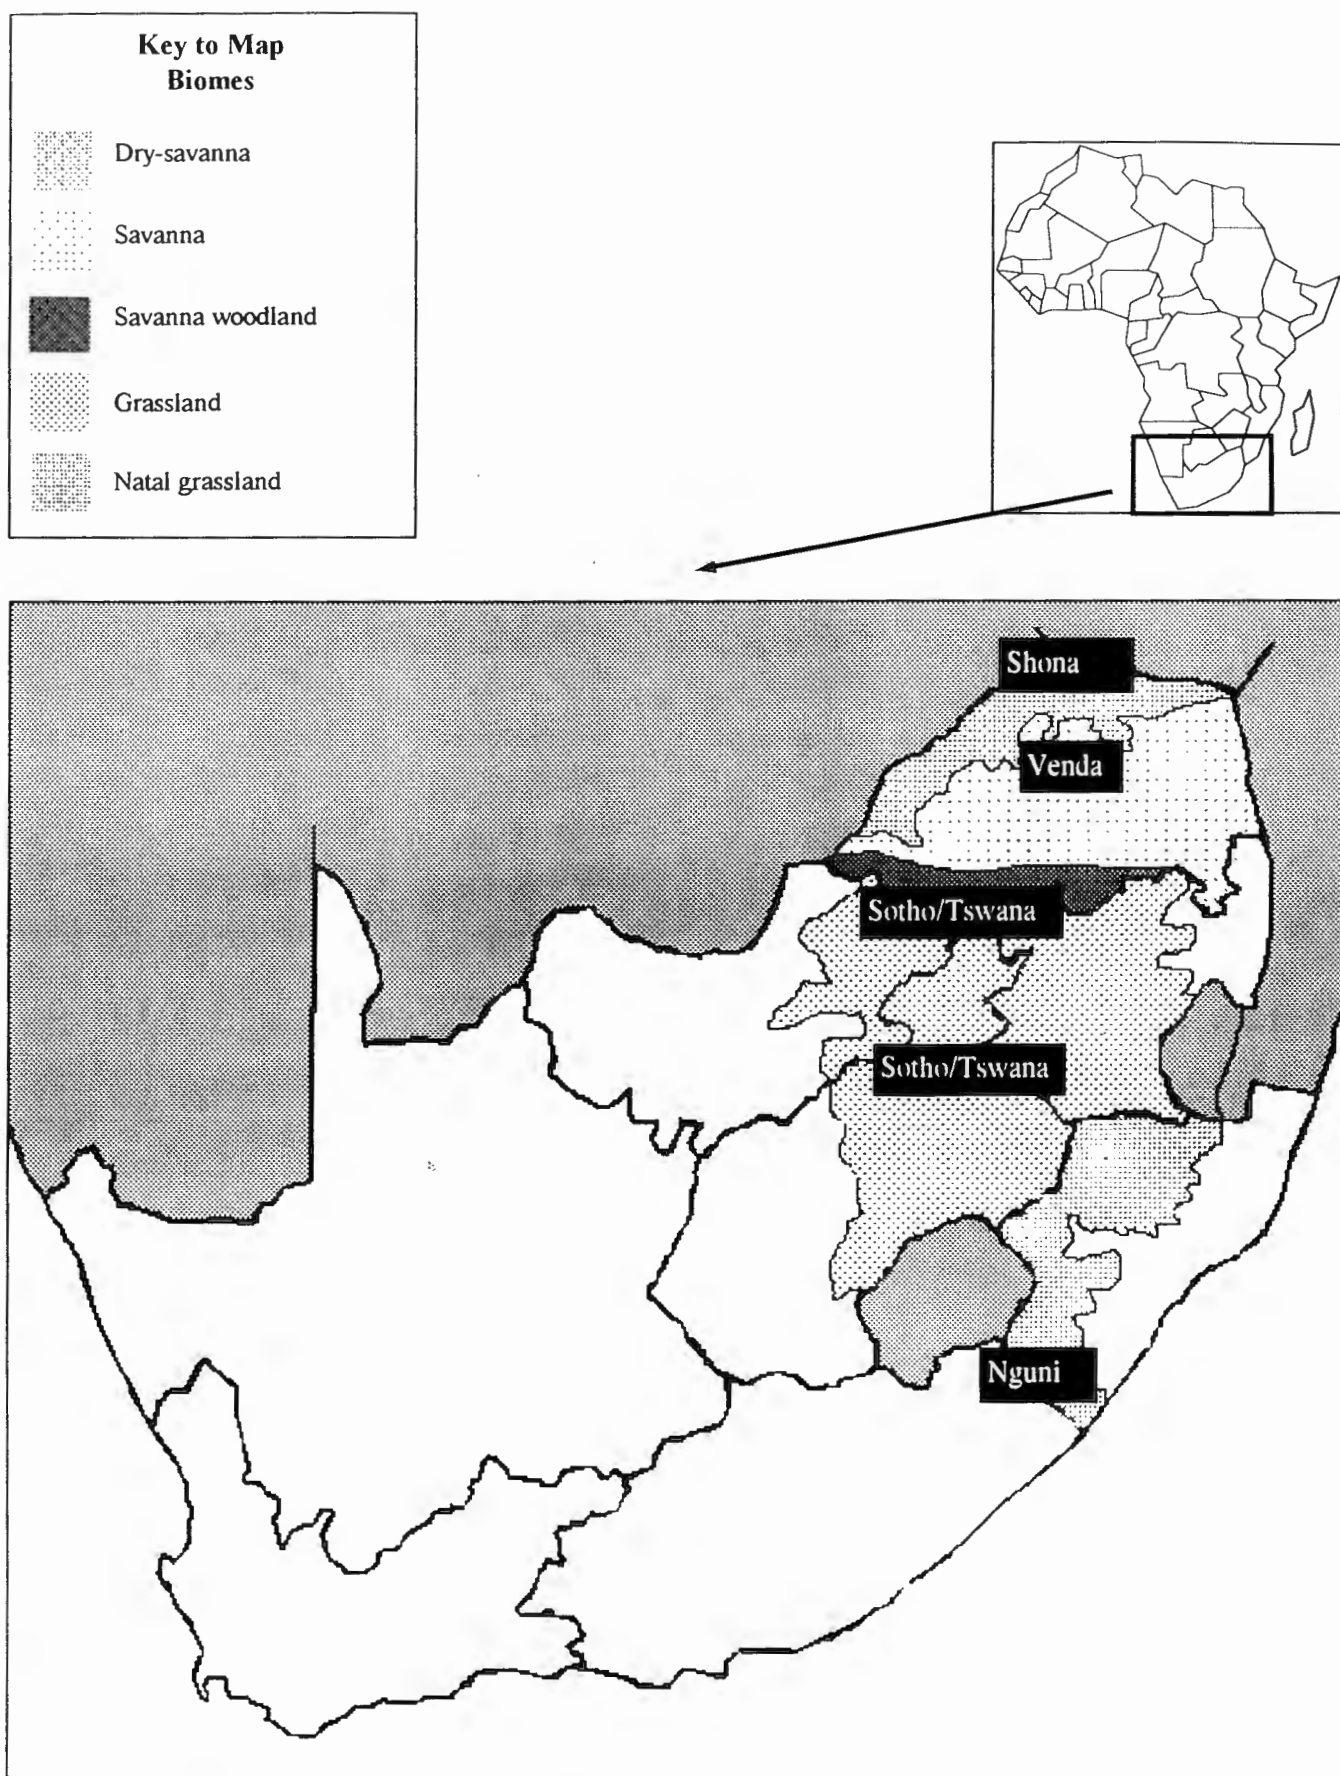 Key to Map
Biomes
Dry-savanna
Savanna
Savanna woodland
Grassland
Natal grassland
Shona
Venda
Sotho/Tswana
Sotho/Tswana
Nguni